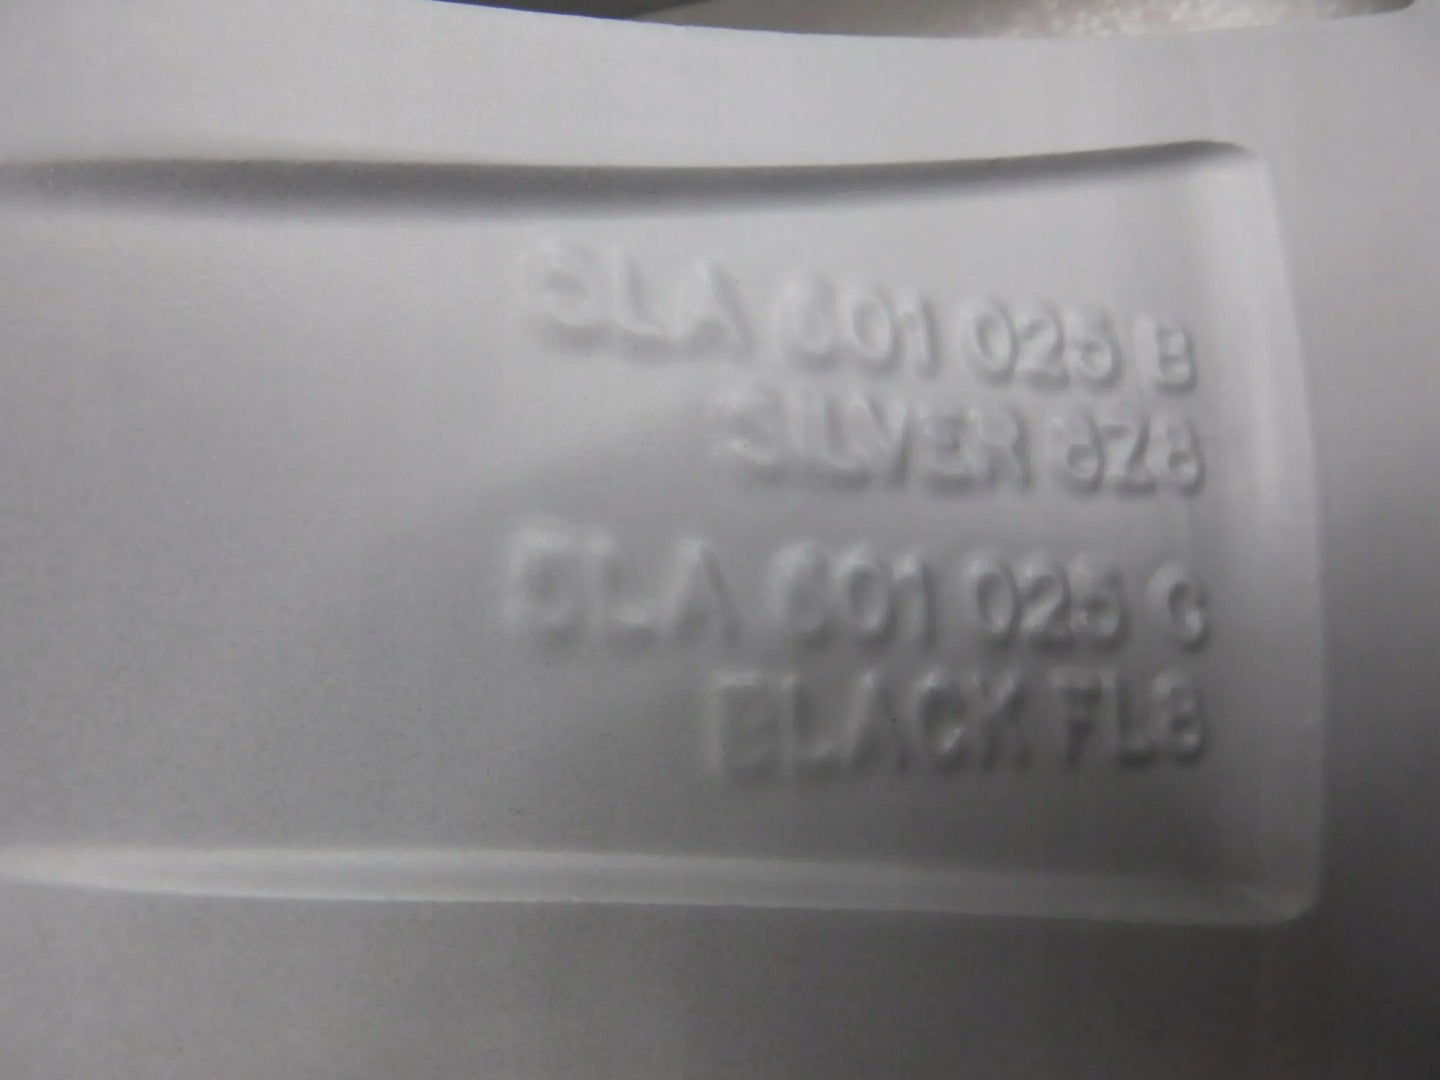 5LA 601 025 B
SILVER 8Z8
5LA 601 025 C
BLACK FL8